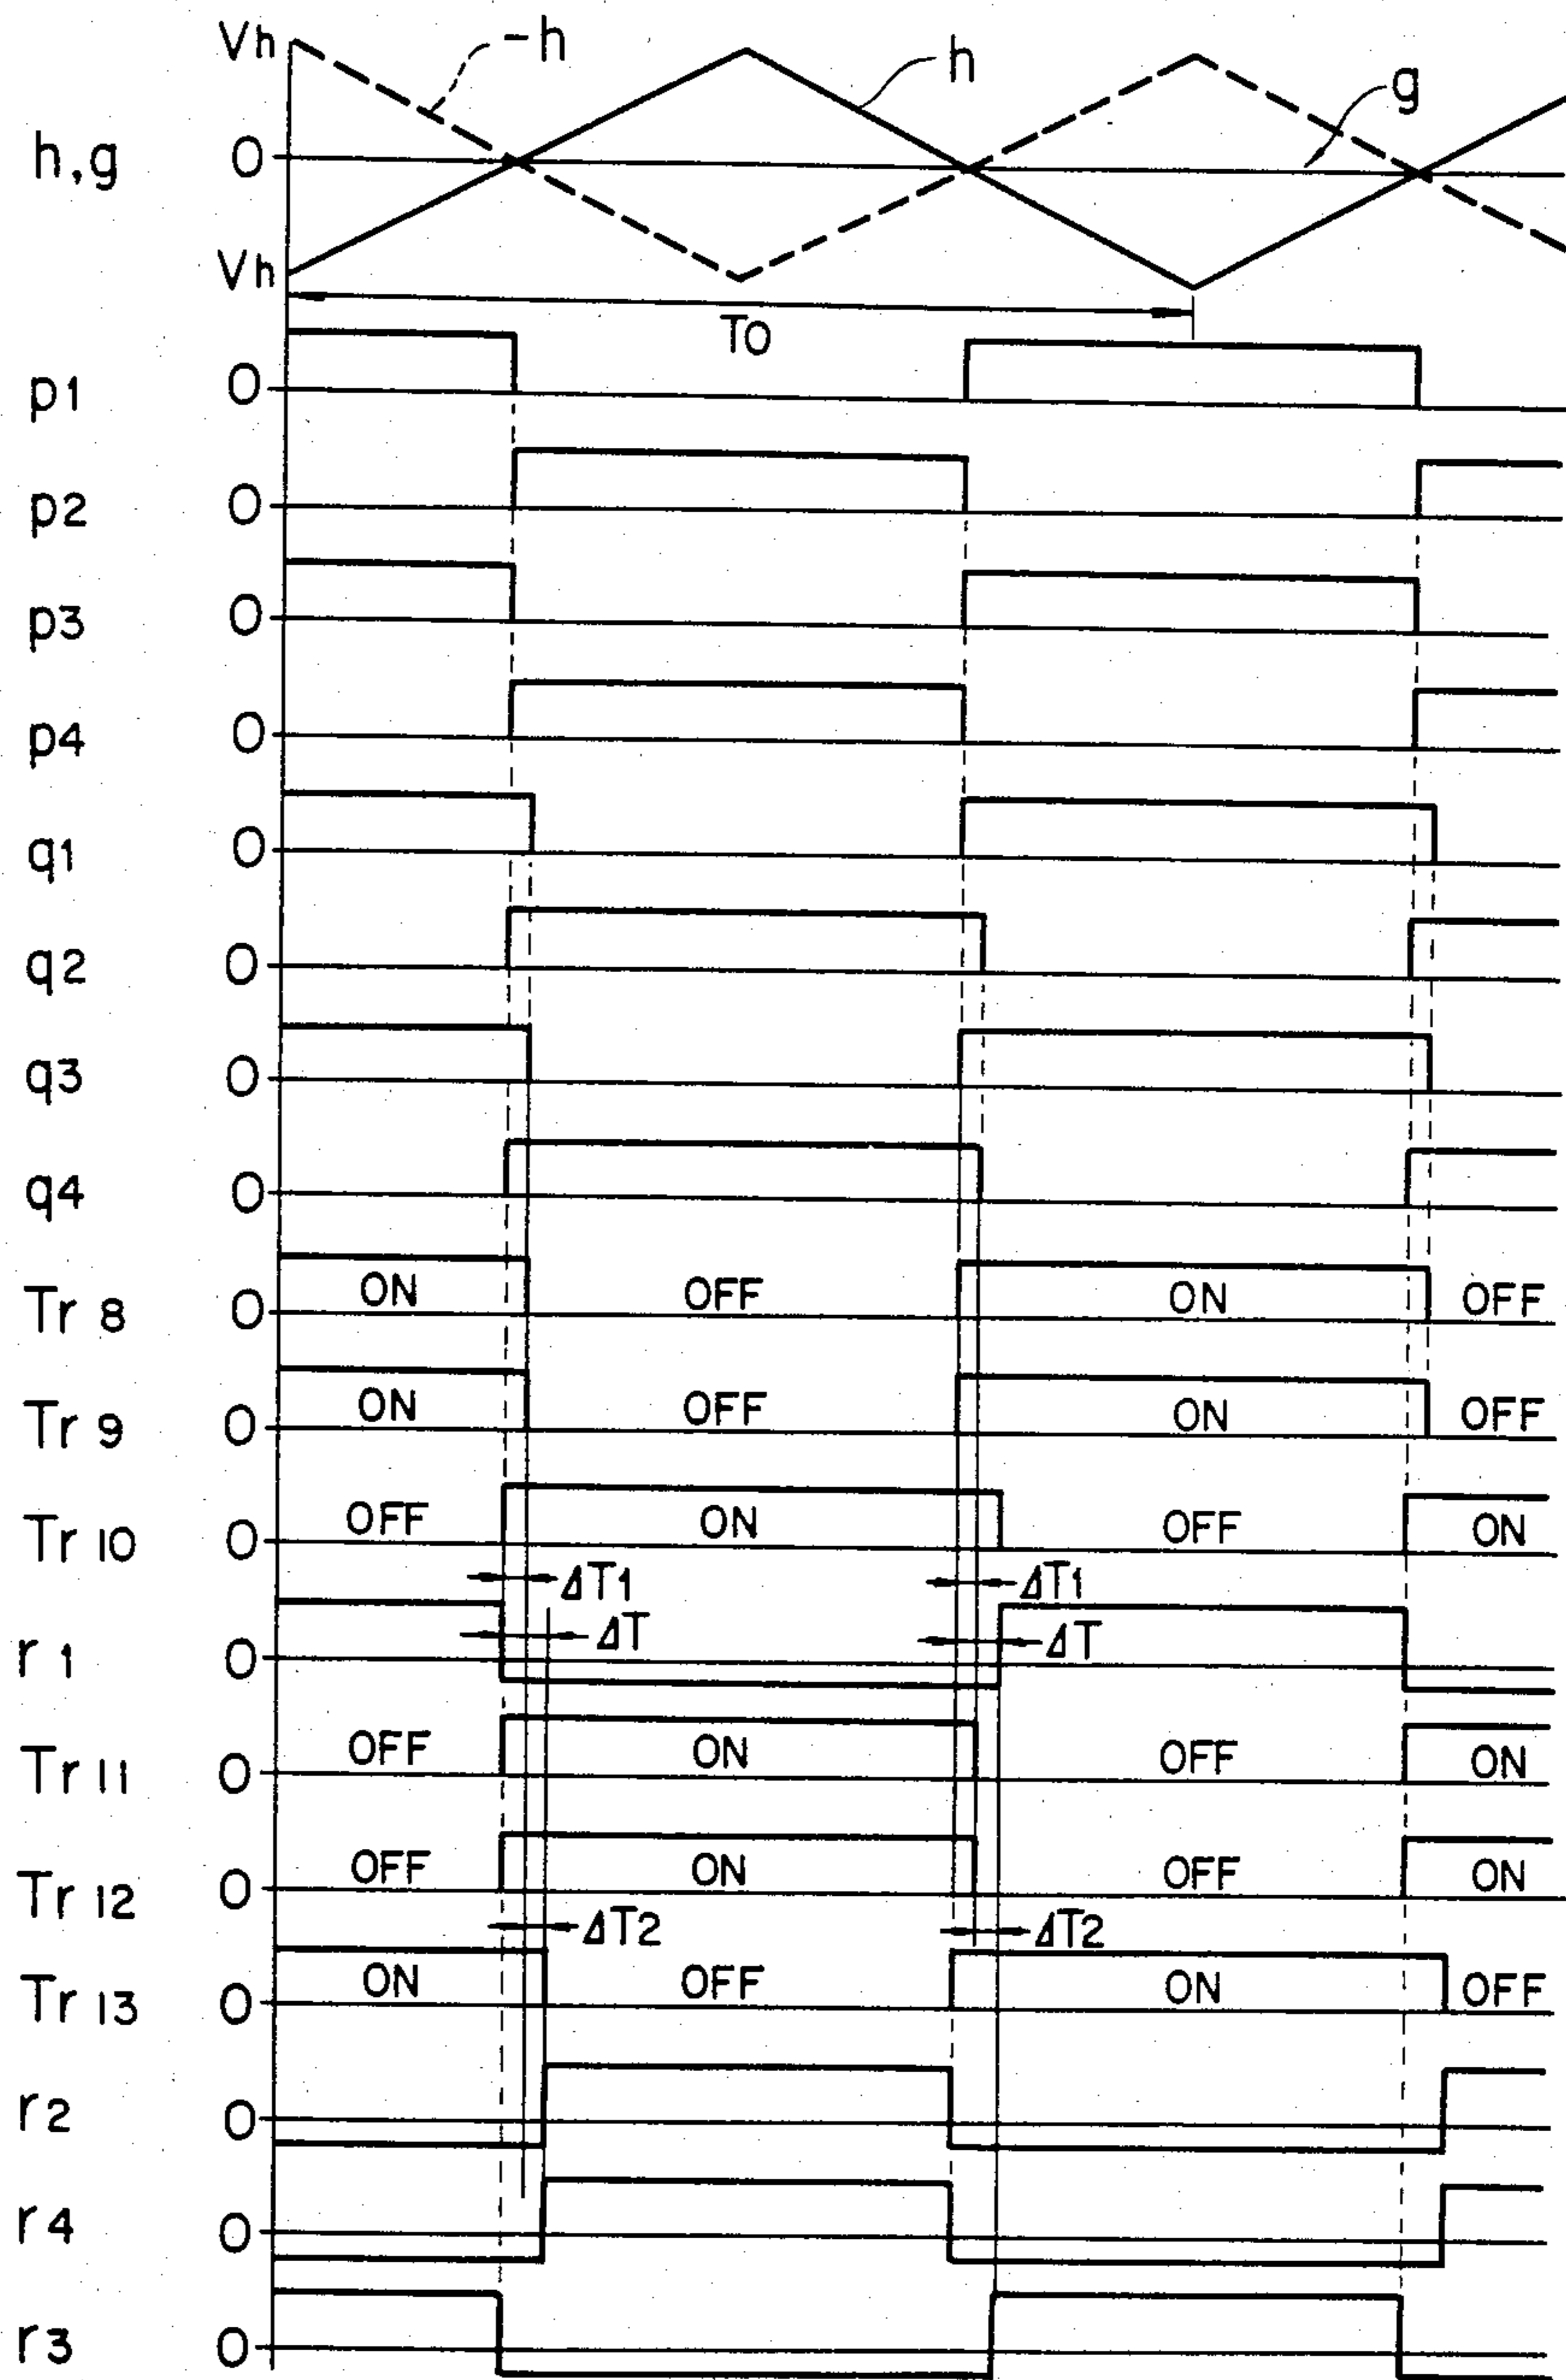 Vh -h h g
h,g 0
Vh
T0
p1 0
p2 0
p3 0
p4 0
q1 0
q2 0
q3 0
q4 0
Tr 8 0 ON OFF ON OFF
Tr 9 0 ON OFF ON OFF
Tr 10 0 OFF ON OFF ON
ΔT1 ΔT1
r1 0 ΔT ΔT
Tr 11 0 OFF ON OFF ON
Tr 12 0 OFF ON OFF ON
ΔT2 ΔT2
Tr 13 0 ON OFF ON OFF
r2 0
r4 0
r3 0